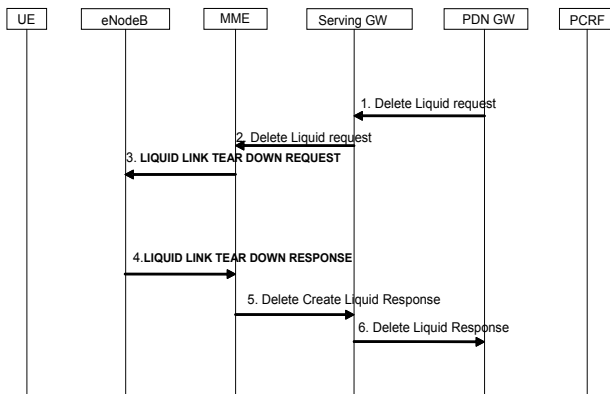 UE eNodeB MME Serving GW PDN GW PCRF
1. Delete Liquid request
2. Delete Liquid request
3. LIQUID LINK TEAR DOWN REQUEST
4.LIQUID LINK TEAR DOWN RESPONSE
5. Delete Create Liquid Response
6. Delete Liquid Response